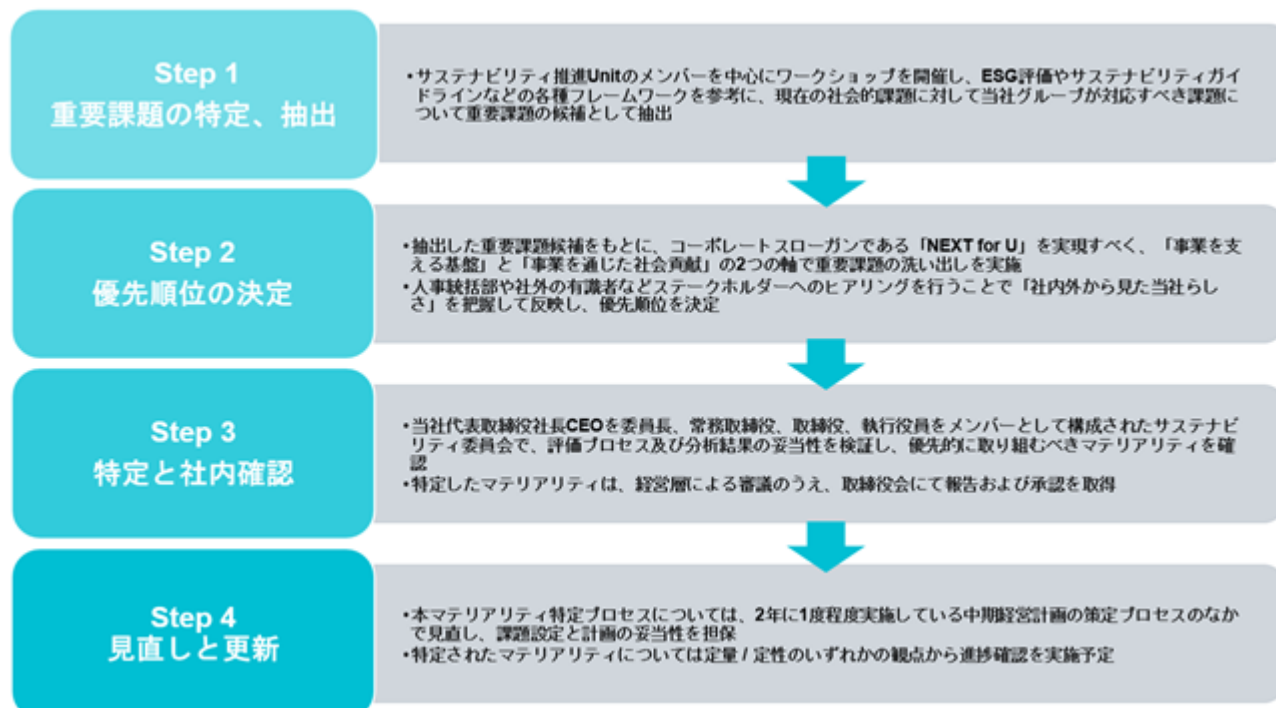 Step 1
重要課題の特定、抽出
•サステナビリティ推進Unitのメンバーを中心にワークショップを開催し、ESG評価やサステナビリティガイ
ドラインなどの各種フレームワークを参考に、現在の社会的課題に対して当社グループが対応すべき課題に
ついて重要課題の候補として抽出
Step 2
優先順位の決定
•抽出した重要課題候補をもとに、コーポレートスローガンである「NEXT for U」を実現すべく、「事業を支
える基盤」と「事業を通じた社会貢献」の2つの軸で重要課題の洗い出しを実施
•人事統括部や社外の有識者などステークホルダーへのヒアリングを行うことで「社内外から見た当社らし
さ」を把握して反映し、優先順位を決定
Step 3
特定と社内確認
•当社代表取締役社長CEOを委員長、常務取締役、取締役、執行役員をメンバーとして構成されたサステナビ
リティ委員会で、評価プロセス及び分析結果の妥当性を検証し、優先的に取り組むべきマテリアリティを確
認
•特定したマテリアリティは、経営層による審議のうえ、取締役会にて報告および承認を取得
Step 4
見直しと更新
•本マテリアリティ特定プロセスについては、2年に1度程度実施している中期経営計画の策定プロセスのなか
で見直し、課題設定と計画の妥当性を担保
•特定されたマテリアリティについては定量 / 定性のいずれかの観点から進捗確認を実施予定